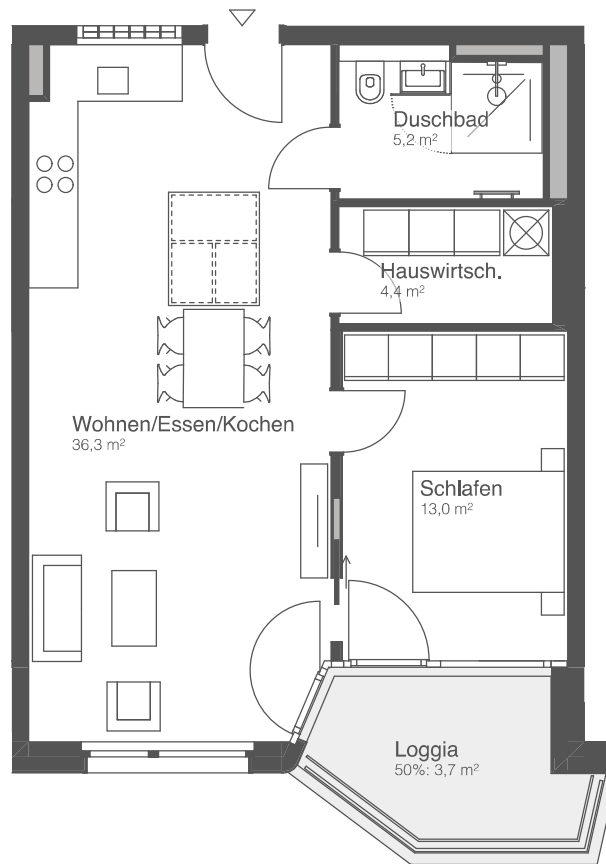 Duschbad
5,2 m²
Hauswirtsch.
4,4 m²
Wohnen/Essen/Kochen
36,3 m²
Schlafen
13,0 m²
Loggia
50%: 3,7 m²